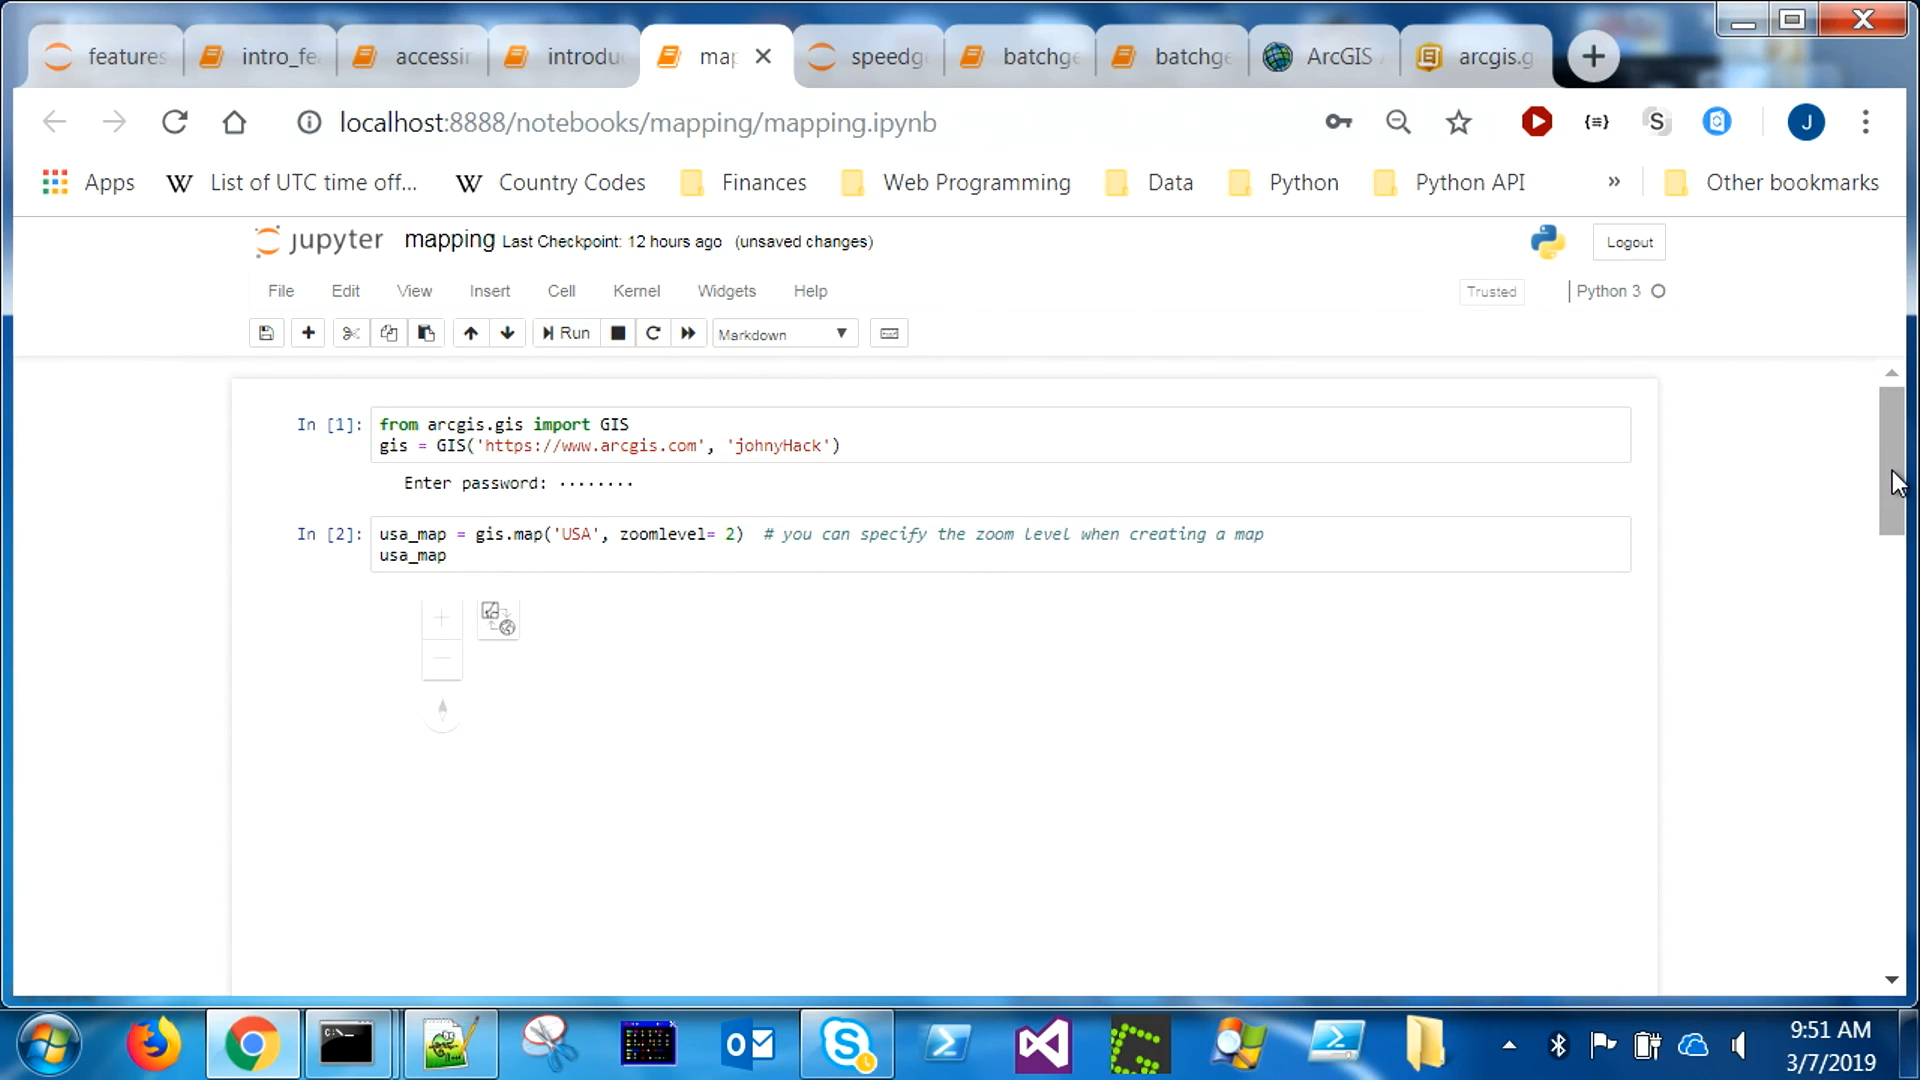 features
intro_fe
accessir
introduc
map
speedg
batchge
batchge
ArcGIS
arcgis.g
localhost:8888/notebooks/mapping/mapping.ipynb
J
Apps
List of UTC time off...
Country Codes
Finances
Web Programming
Data
Python
Python API
»
Other bookmarks
jupyter
mapping Last Checkpoint: 12 hours ago (unsaved changes)
Logout
File Edit View Insert Cell Kernel Widgets Help
Trusted
Python 3
Run
Markdown
In [1]:
from arcgis.gis import GIS
gis = GIS('https://www.arcgis.com', 'johnyHack')
Enter password: ········
In [2]:
usa_map = gis.map('USA', zoomlevel= 2)  # you can specify the zoom level when creating a map
usa_map
9:51 AM
3/7/2019